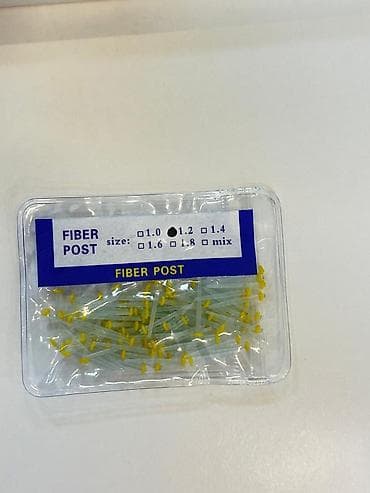 FIBER POST
size: □ 1.0 ● 1.2 □ 1.4
□ 1.6 □ 1.8 □ mix
FIBER POST